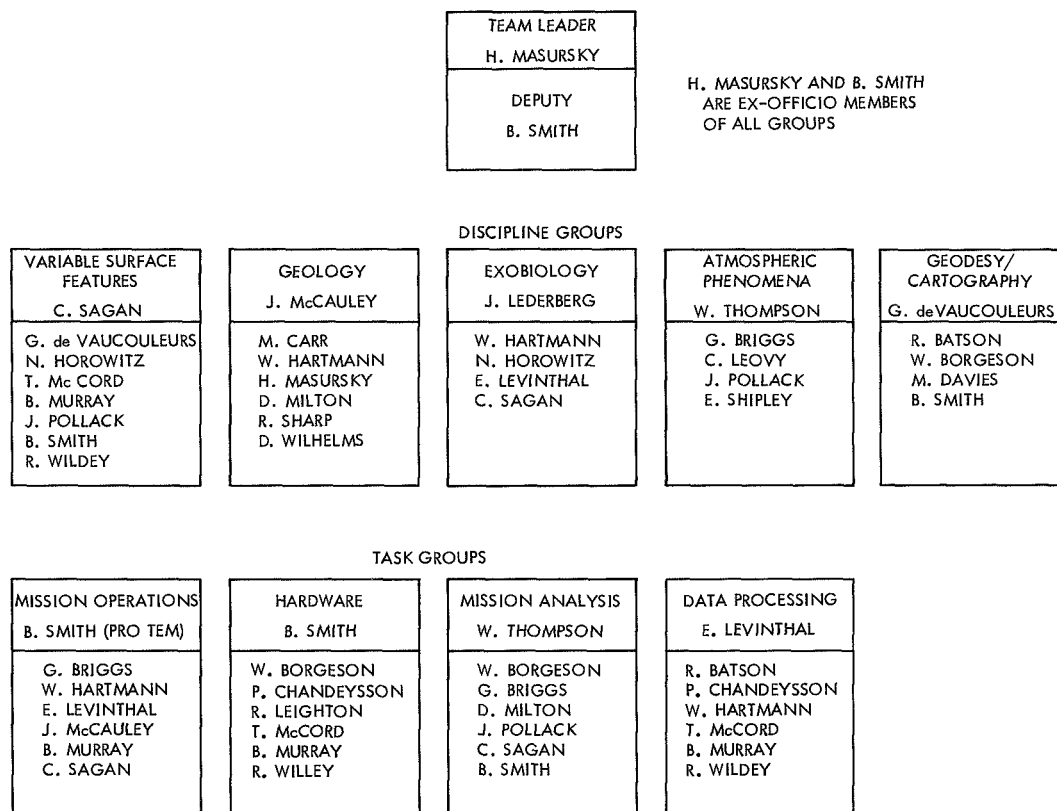 TEAM LEADER
H. MASURSKY
DEPUTY
B. SMITH
H. MASURSKY AND B. SMITH
ARE EX-OFFICIO MEMBERS
OF ALL GROUPS
DISCIPLINE GROUPS
VARIABLE SURFACE
FEATURES
C. SAGAN
G. de VAUCOULEURS
N. HOROWITZ
T. Mc CORD
B. MURRAY
J. POLLACK
B. SMITH
R. WILDEY
GEOLOGY
J. McCAULEY
M. CARR
W. HARTMANN
H. MASURSKY
D. MILTON
R. SHARP
D. WILHELMS
EXOBIOLOGY
J. LEDERBERG
W. HARTMANN
N. HOROWITZ
E. LEVINTHAL
C. SAGAN
ATMOSPHERIC
PHENOMENA
W. THOMPSON
G. BRIGGS
C. LEOVY
J. POLLACK
E. SHIPLEY
GEODESY/
CARTOGRAPHY
G. deVAUCOULEURS
R. BATSON
W. BORGESON
M. DAVIES
B. SMITH
TASK GROUPS
MISSION OPERATIONS
B. SMITH (PRO TEM)
G. BRIGGS
W. HARTMANN
E. LEVINTHAL
J. McCAULEY
B. MURRAY
C. SAGAN
HARDWARE
B. SMITH
W. BORGESON
P. CHANDEYSSON
R. LEIGHTON
T. McCORD
B. MURRAY
R. WILLEY
MISSION ANALYSIS
W. THOMPSON
W. BORGESON
G. BRIGGS
D. MILTON
J. POLLACK
C. SAGAN
B. SMITH
DATA PROCESSING
E. LEVINTHAL
R. BATSON
P. CHANDEYSSON
W. HARTMANN
T. McCORD
B. MURRAY
R. WILDEY